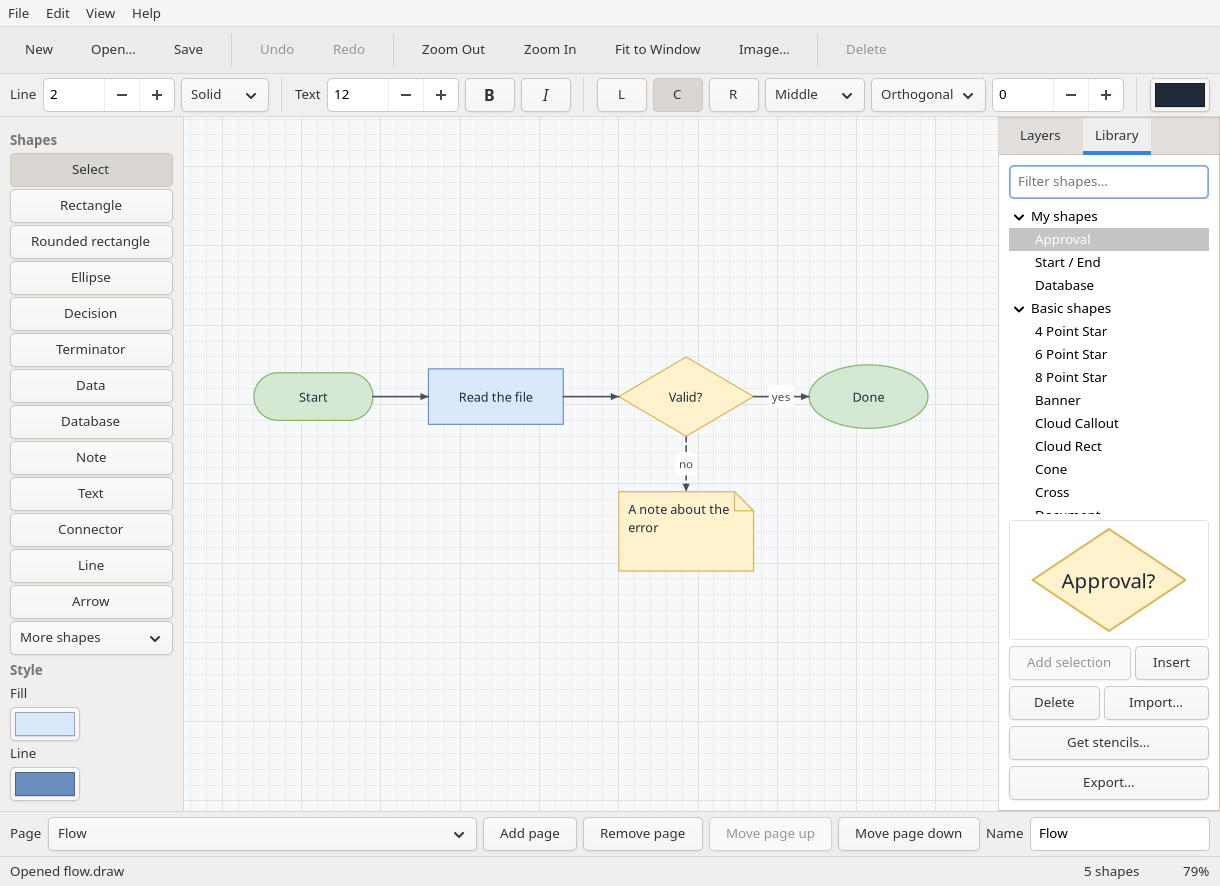 File Edit View Help
New Open... Save Undo Redo Zoom Out Zoom In Fit to Window Image... Delete
Line 2 Solid Text 12 B I L C R Middle Orthogonal 0
Shapes
Select
Rectangle
Rounded rectangle
Ellipse
Decision
Terminator
Data
Database
Note
Text
Connector
Line
Arrow
More shapes
Style
Fill
Line
Start
Read the file
Valid?
yes
Done
no
A note about the
error
Layers Library
Filter shapes...
My shapes
Approval
Start / End
Database
Basic shapes
4 Point Star
6 Point Star
8 Point Star
Banner
Cloud Callout
Cloud Rect
Cone
Cross
Document
Approval?
Add selection Insert
Delete Import...
Get stencils...
Export...
Page Flow Add page Remove page Move page up Move page down Name Flow
Opened flow.draw 5 shapes 79%